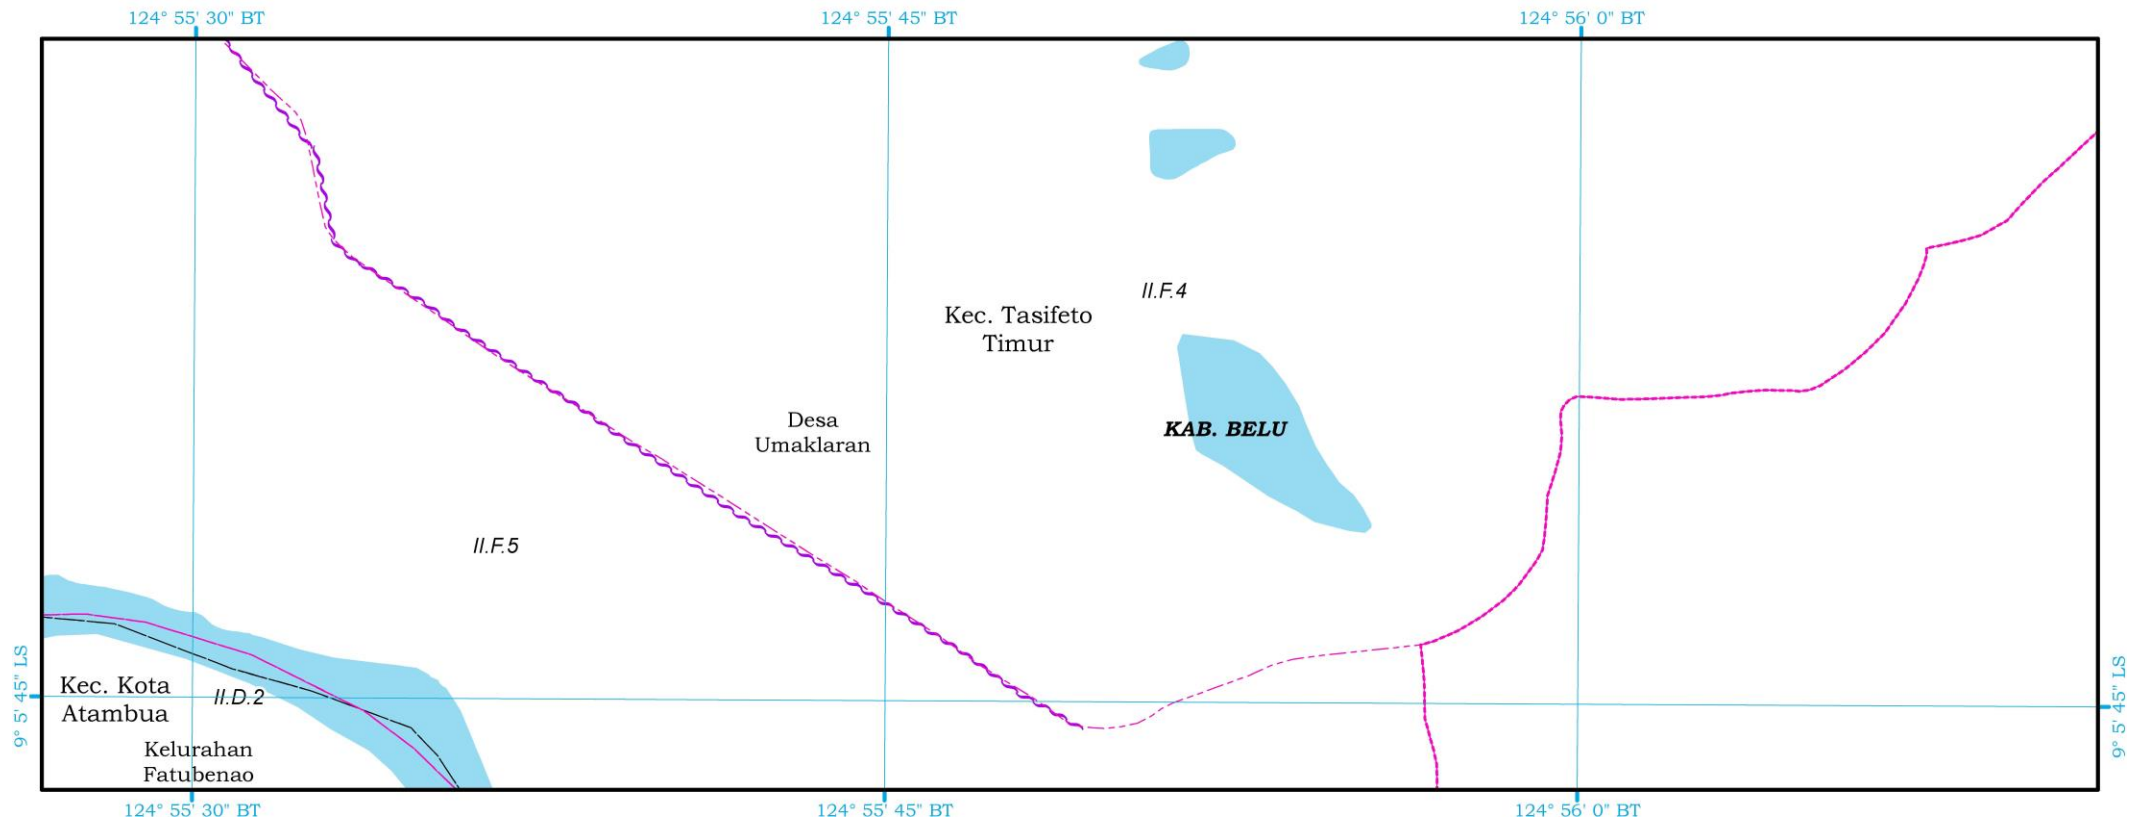 124° 55' 30" BT
124° 55' 45" BT
124° 56' 0" BT
II.F.4
Kec. Tasifeto
Timur
Desa
Umaklaran
KAB. BELU
II.F.5
9° 5' 45" LS
9° 5' 45" LS
Kec. Kota
Atambua
II.D.2
Kelurahan
Fatubenao
124° 55' 30" BT
124° 55' 45" BT
124° 56' 0" BT